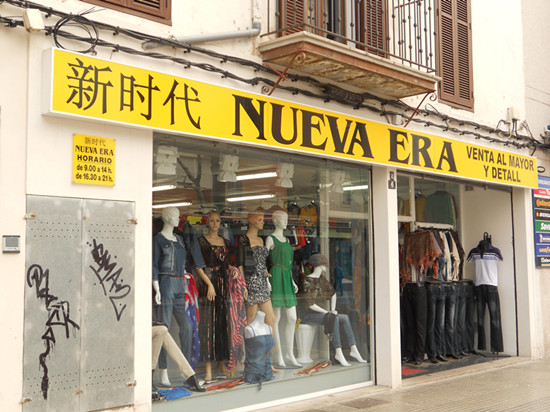 新时代 NUEVA ERA
VENTA AL MAYOR
Y DETALL
新时代
NUEVA ERA
HORARIO
de 9.00 a 14 h.
de 16.30 a 21 h.